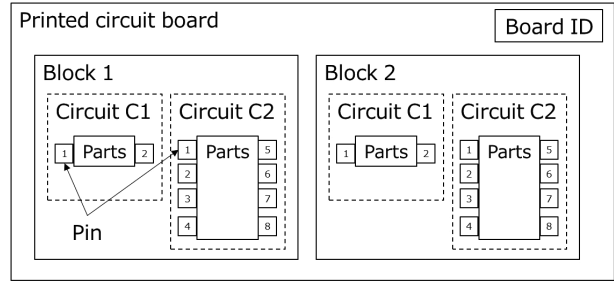 Printed circuit board
Board ID
Block 1
Circuit C1
1 Parts 2
Circuit C2
1 Parts 5
2 6
3 7
4 8
Pin
Block 2
Circuit C1
1 Parts 2
Circuit C2
1 Parts 5
2 6
3 7
4 8